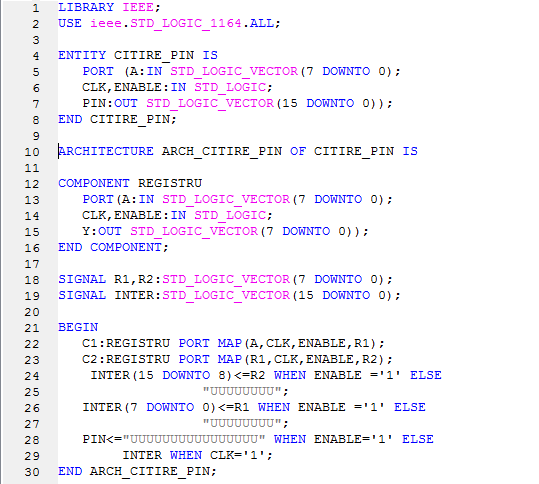 1 LIBRARY IEEE;
2 USE ieee.STD_LOGIC_1164.ALL;
3
4 ENTITY CITIRE_PIN IS
5    PORT (A:IN STD_LOGIC_VECTOR(7 DOWNTO 0);
6    CLK,ENABLE:IN STD_LOGIC;
7    PIN:OUT STD_LOGIC_VECTOR(15 DOWNTO 0));
8 END CITIRE_PIN;
9
10 ARCHITECTURE ARCH_CITIRE_PIN OF CITIRE_PIN IS
11
12 COMPONENT REGISTRU
13    PORT(A:IN STD_LOGIC_VECTOR(7 DOWNTO 0);
14    CLK,ENABLE:IN STD_LOGIC;
15    Y:OUT STD_LOGIC_VECTOR(7 DOWNTO 0));
16 END COMPONENT;
17
18 SIGNAL R1,R2:STD_LOGIC_VECTOR(7 DOWNTO 0);
19 SIGNAL INTER:STD_LOGIC_VECTOR(15 DOWNTO 0);
20
21 BEGIN
22    C1:REGISTRU PORT MAP(A,CLK,ENABLE,R1);
23    C2:REGISTRU PORT MAP(R1,CLK,ENABLE,R2);
24     INTER(15 DOWNTO 8)<=R2 WHEN ENABLE ='1' ELSE
25                   "UUUUUUUU";
26    INTER(7 DOWNTO 0)<=R1 WHEN ENABLE ='1' ELSE
27                   "UUUUUUUU";
28    PIN<="UUUUUUUUUUUUUUUU" WHEN ENABLE='1' ELSE
29         INTER WHEN CLK='1';
30 END ARCH_CITIRE_PIN;